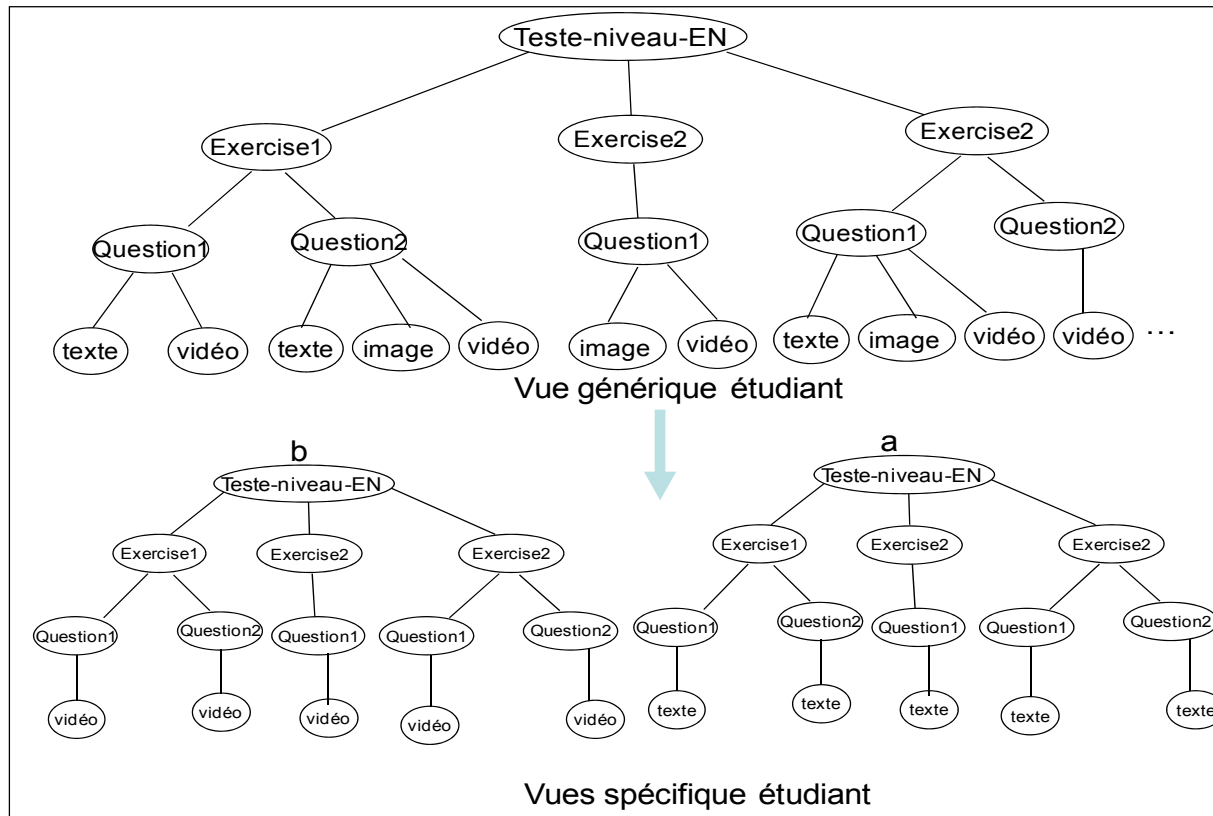 Teste-niveau-EN
Exercise1 Exercise2 Exercise2
Question1 Question2 Question1 Question1 Question2
texte vidéo texte image vidéo image vidéo texte image vidéo vidéo ...
Vue générique étudiant
b a
Teste-niveau-EN Teste-niveau-EN
Exercise1 Exercise2 Exercise2 Exercise1 Exercise2 Exercise2
Question1 Question2 Question1 Question1 Question2 Question1 Question2 Question1 Question1 Question2
vidéo vidéo vidéo vidéo vidéo texte texte texte texte texte
Vues spécifique étudiant